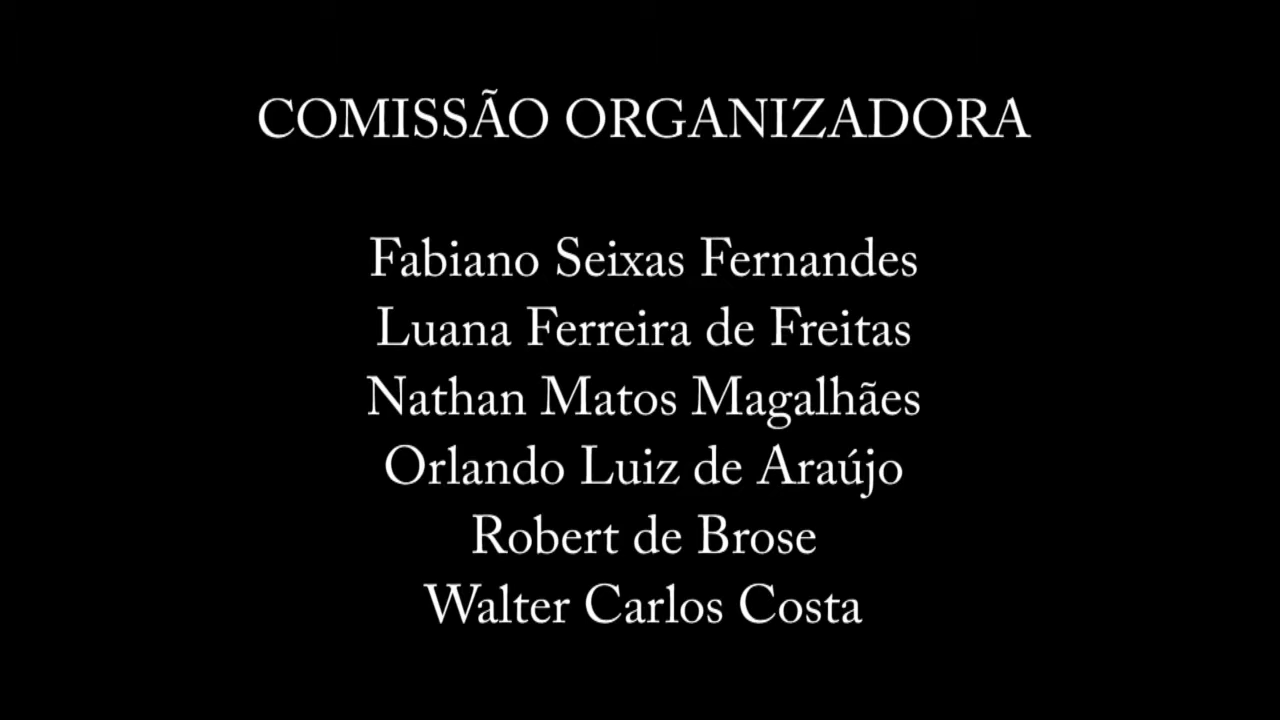 COMISSÃO ORGANIZADORA
Fabiano Seixas Fernandes
Luana Ferreira de Freitas
Nathan Matos Magalhães
Orlando Luiz de Araújo
Robert de Brose
Walter Carlos Costa